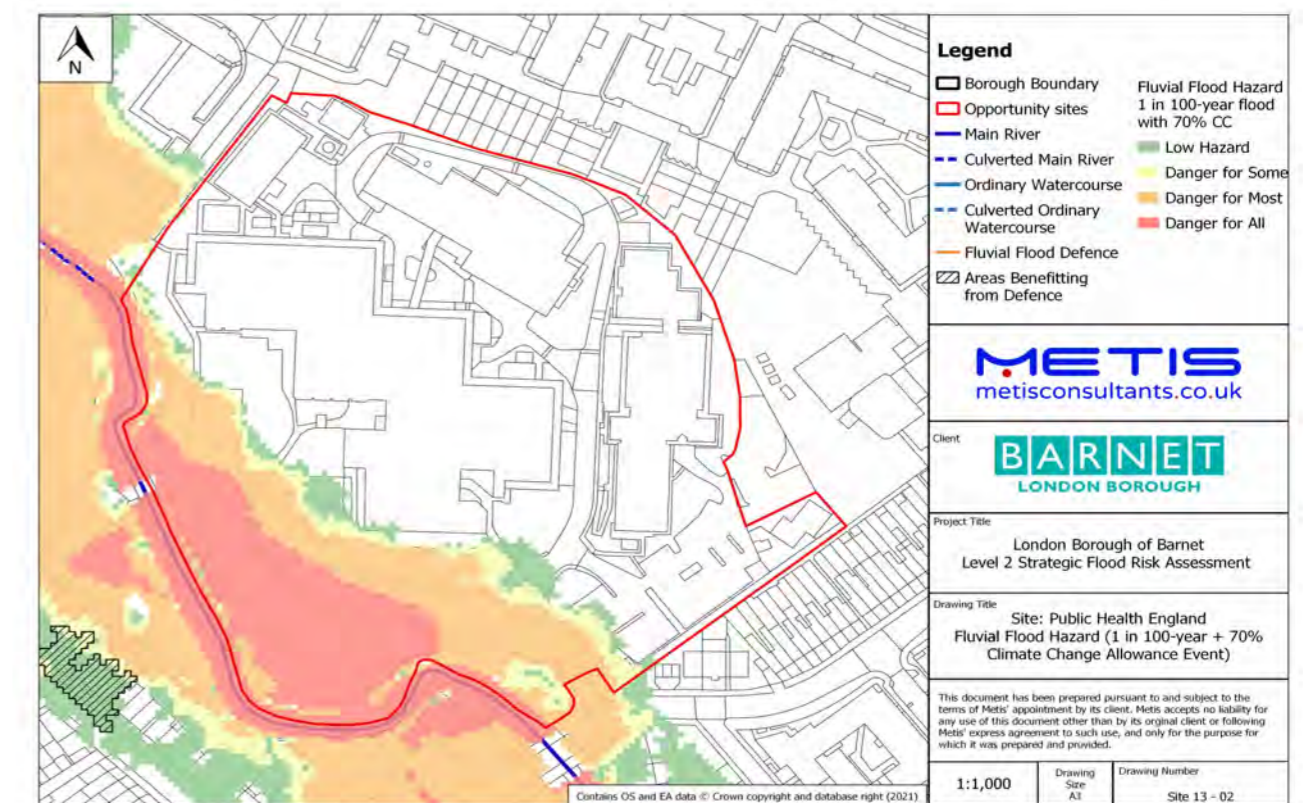 N
Contains OS and EA data © Crown copyright and database right (2021)
Legend
Borough Boundary
Opportunity sites
Main River
Culverted Main River
Ordinary Watercourse
Culverted Ordinary
Watercourse
Fluvial Flood Defence
Areas Benefitting
from Defence
Fluvial Flood Hazard
1 in 100-year flood
with 70% CC
Low Hazard
Danger for Some
Danger for Most
Danger for All
METIS
metisconsultants.co.uk
Client
BARNET
LONDON BOROUGH
Project Title
London Borough of Barnet
Level 2 Strategic Flood Risk Assessment
Drawing Title
Site: Public Health England
Fluvial Flood Hazard (1 in 100-year + 70%
Climate Change Allowance Event)
This document has been prepared pursuant to and subject to the
terms of Metis' appointment by its client. Metis accepts no liability for
any use of this document other than by its orginal client or following
Metis' express agreement to such use, and only for the purpose for
which it was prepared and provided.
1:1,000
Drawing
Size
A3
Drawing Number
Site 13 - 02